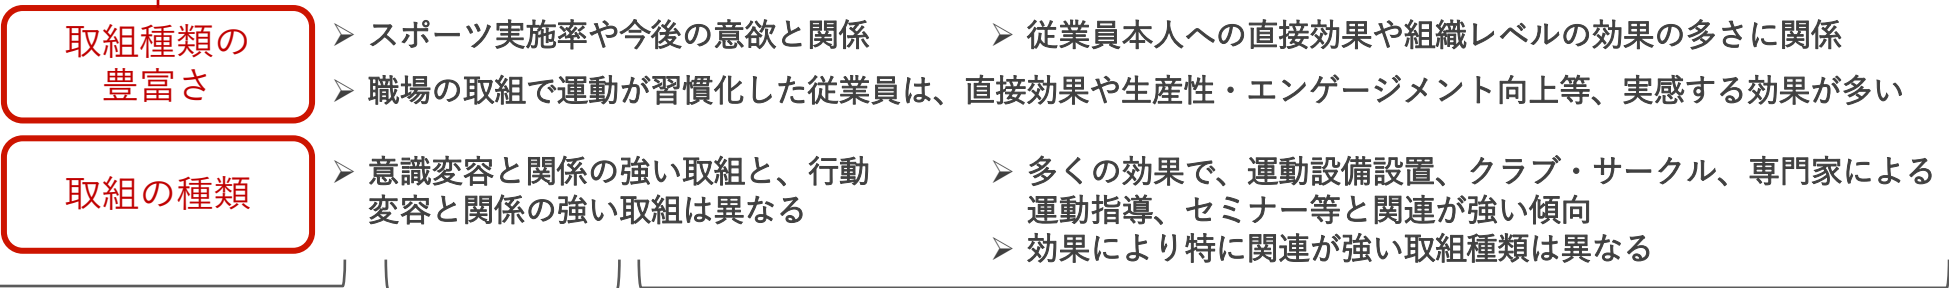 取組種類の
豊富さ
➢ スポーツ実施率や今後の意欲と関係
➢ 従業員本人への直接効果や組織レベルの効果の多さに関係
➢ 職場の取組で運動が習慣化した従業員は、直接効果や生産性・エンゲージメント向上等、実感する効果が多い
取組の種類
➢ 意識変容と関係の強い取組と、行動
変容と関係の強い取組は異なる
➢ 多くの効果で、運動設備設置、クラブ・サークル、専門家による
運動指導、セミナー等と関連が強い傾向
➢ 効果により特に関連が強い取組種類は異なる